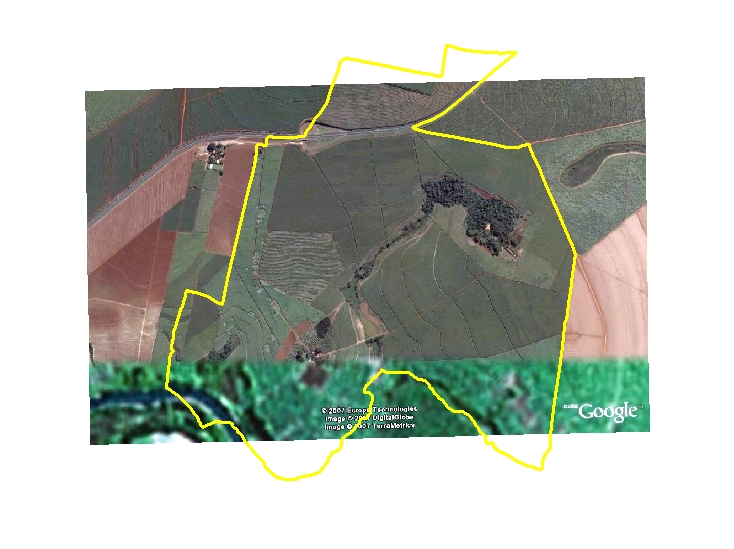 © 2007 Europa Technologies
Image © 2007 DigitalGlobe
Image © 2007 TerraMetrics
Google